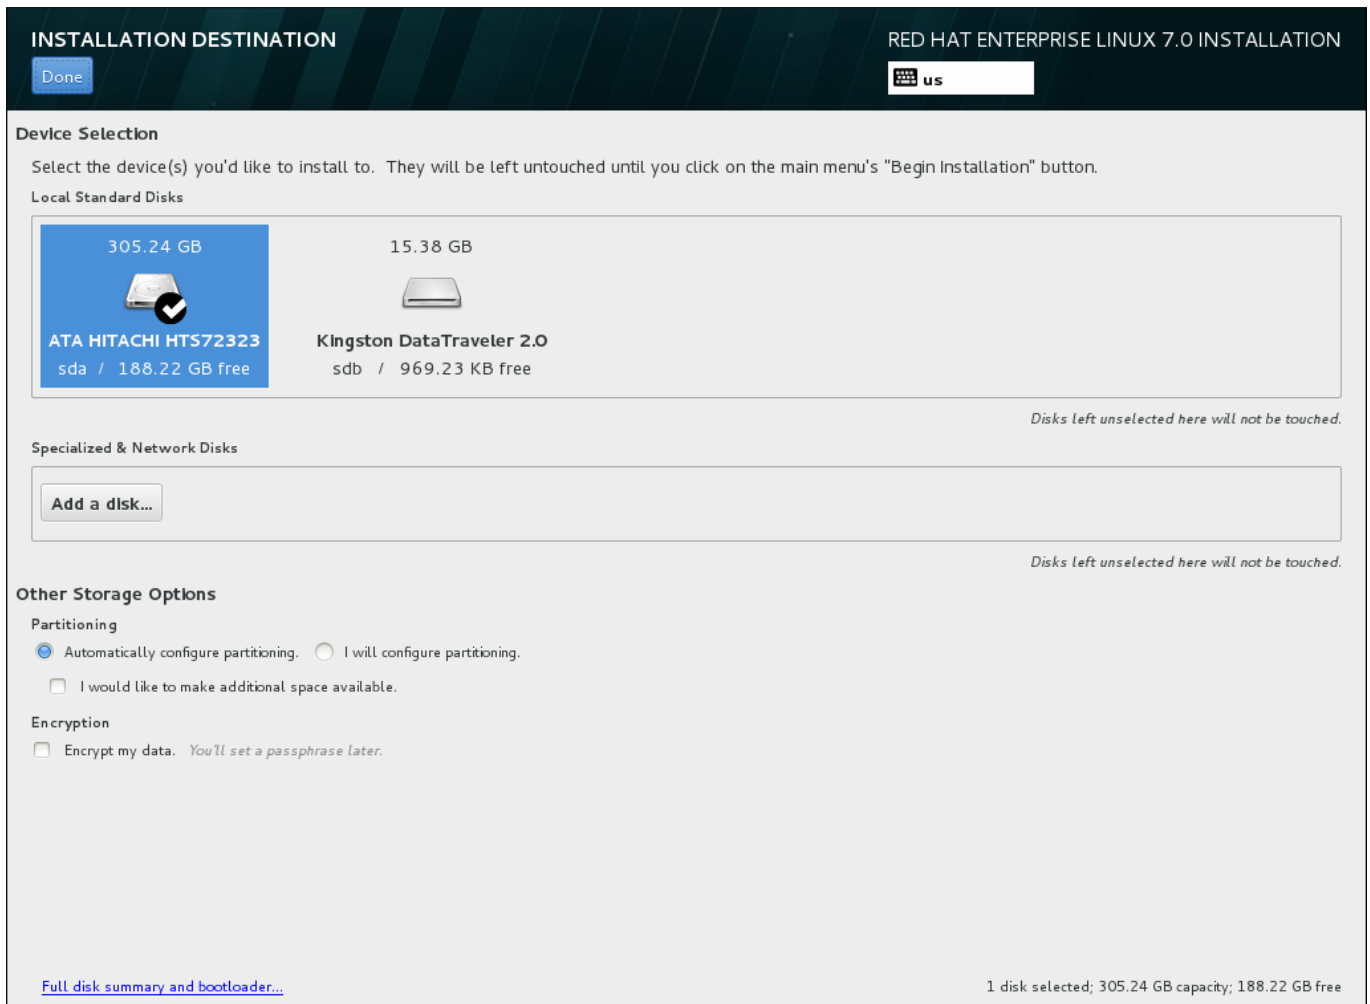 INSTALLATION DESTINATION
RED HAT ENTERPRISE LINUX 7.0 INSTALLATION
Done
us
Device Selection
Select the device(s) you'd like to install to.  They will be left untouched until you click on the main menu's "Begin Installation" button.
Local Standard Disks
305.24 GB
ATA HITACHI HTS72323
sda / 188.22 GB free
15.38 GB
Kingston DataTraveler 2.0
sdb / 969.23 KB free
Disks left unselected here will not be touched.
Specialized & Network Disks
Add a disk...
Disks left unselected here will not be touched.
Other Storage Options
Partitioning
Automatically configure partitioning. I will configure partitioning.
I would like to make additional space available.
Encryption
Encrypt my data. You'll set a passphrase later.
Full disk summary and bootloader...
1 disk selected; 305.24 GB capacity; 188.22 GB free